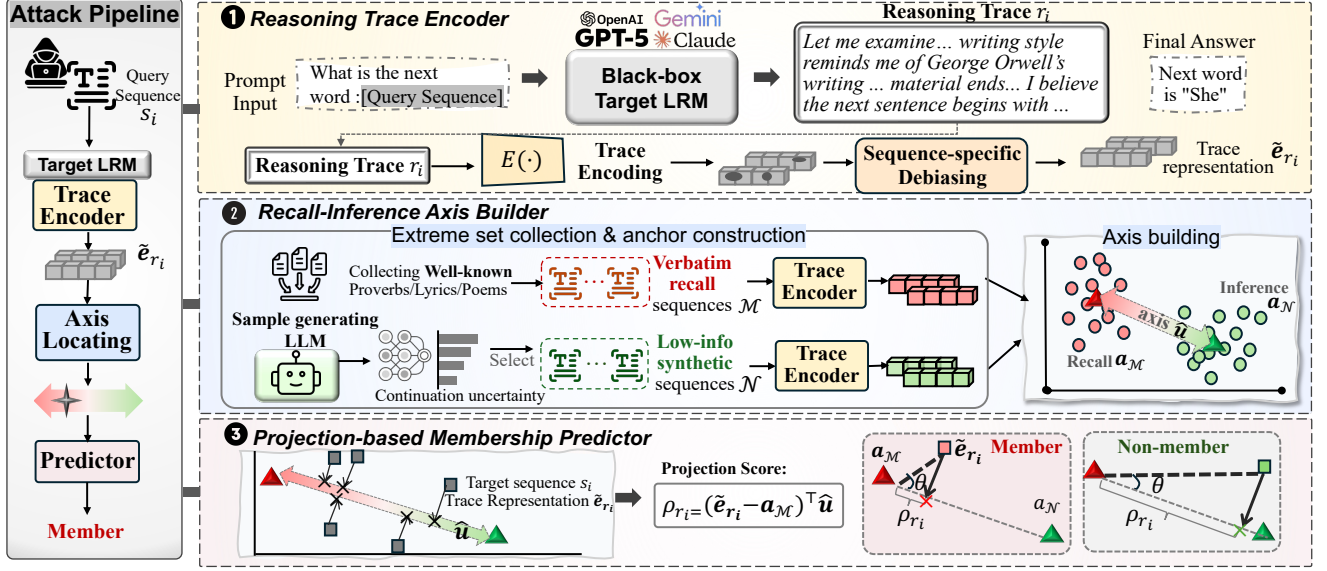 Attack Pipeline
Query
Sequence
s_i
Target LRM
Trace
Encoder
ẽ_{r_i}
Axis
Locating
Predictor
Member
1 Reasoning Trace Encoder
OpenAI
GPT-5
Gemini
Claude
Prompt
Input
What is the next
word :[Query Sequence]
Black-box
Target LRM
Reasoning Trace r_i
Let me examine… writing style
reminds me of George Orwell's
writing … material ends… I believe
the next sentence begins with …
Final Answer
Next word
is "She"
Reasoning Trace r_i
E(·)
Trace
Encoding
Sequence-specific
Debiasing
Trace
representation ẽ_{r_i}
2 Recall-Inference Axis Builder
Extreme set collection & anchor construction
Collecting Well-known
Proverbs/Lyrics/Poems
T ... T
Verbatim
recall
sequences ℳ
Trace
Encoder
Sample generating
LLM
Continuation uncertainty
Select
T ... T
Low-info
synthetic
sequences 𝒩
Trace
Encoder
Axis building
Inference
a_𝒩
axis û
Recall a_ℳ
3 Projection-based Membership Predictor
Target sequence s_i
Trace Representation ẽ_{r_i}
û
Projection Score:
ρ_{r_i}=(ẽ_{r_i}−a_ℳ)^⊤û
a_ℳ
ẽ_{r_i}
Member
θ
ρ_{r_i}
a_𝒩
Non-member
θ
ρ_{r_i}